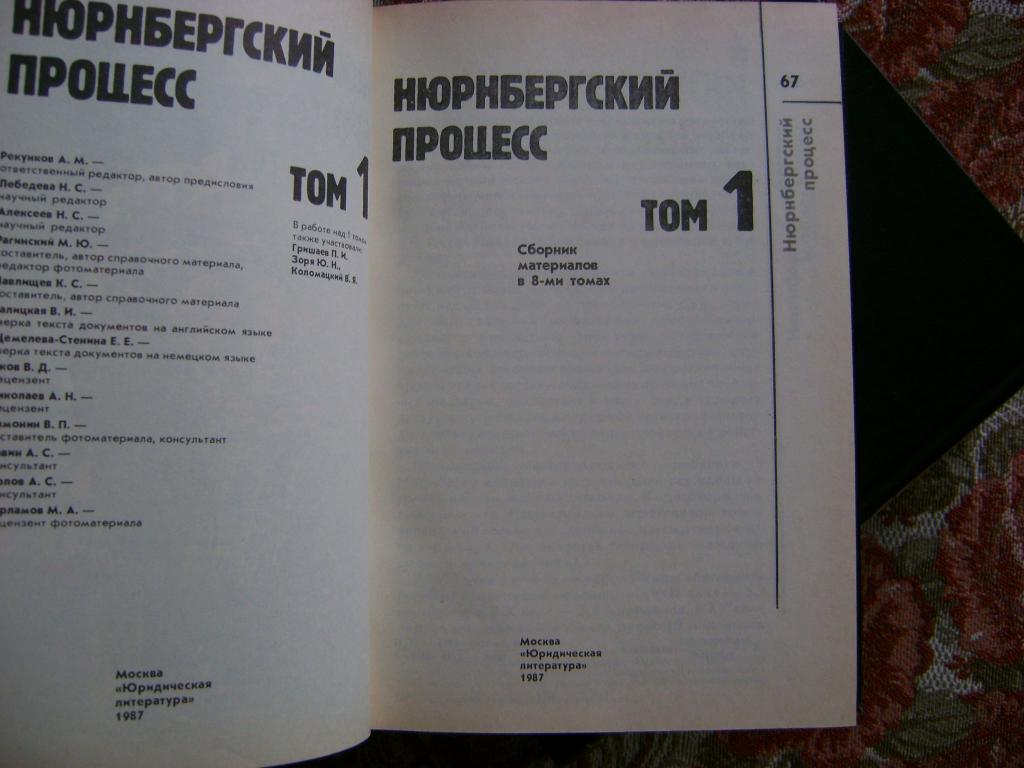 НЮРНБЕРГСКИЙ
ПРОЦЕСС
ТОМ 1
В работе над 1 томом
также участвовали:
Гришаев П. И.
Зоря Ю. Н.,
Коломацкий В. Я.
Рекунков А. М. —
ответственный редактор, автор предисловия
Лебедева Н. С. —
научный редактор
Алексеев Н. С. —
научный редактор
Рагинский М. Ю. —
составитель, автор справочного материала,
редактор фотоматериала
Павлищев К. С. —
составитель, автор справочного материала
В. И. —
сверка текста документов на английском языке
Е. Е. —
сверка текста документов на немецком языке
В. Д. —
рецензент
Николаев А. Н. —
рецензент
В. П. —
составитель фотоматериала, консультант
А. С. —
консультант
А. С. —
консультант
М. А. —
рецензент фотоматериала
Москва
«Юридическая
литература»
1987
НЮРНБЕРГСКИЙ
ПРОЦЕСС
ТОМ 1
Сборник
материалов
в 8-ми томах
Москва
«Юридическая
литература»
1987
67
Нюрнбергский
процесс